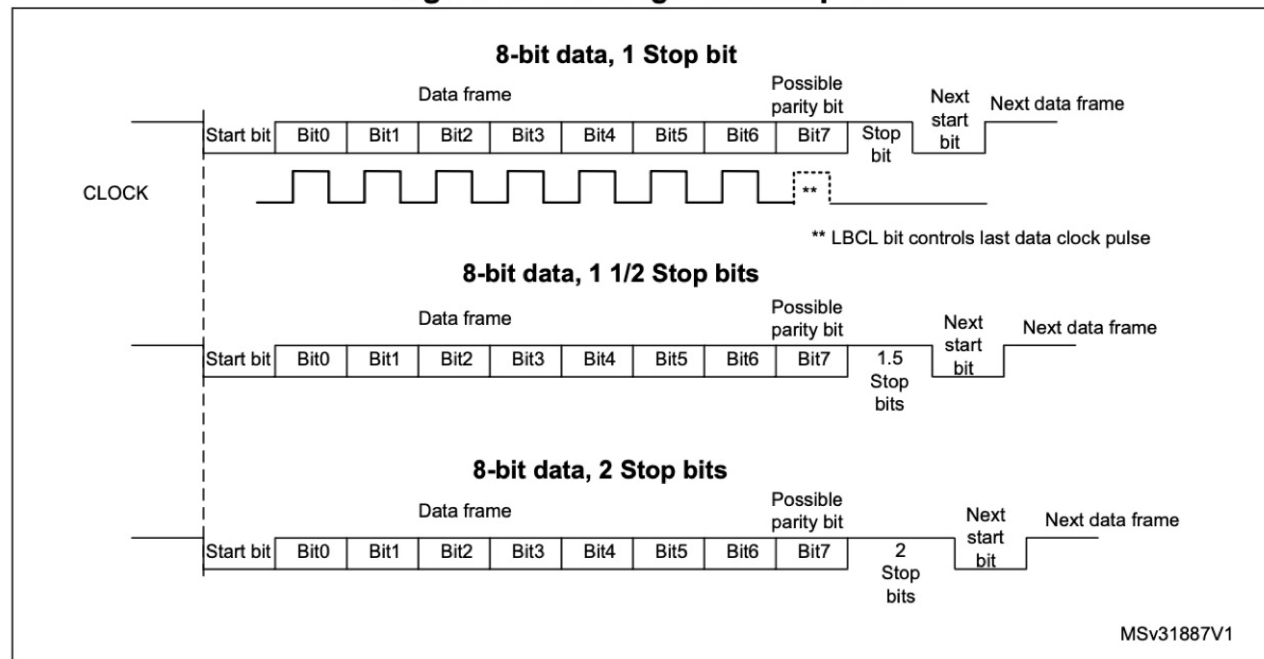 8-bit data, 1 Stop bit
Data frame
Possible
parity bit
Next
start
bit
Next data frame
Start bit Bit0 Bit1 Bit2 Bit3 Bit4 Bit5 Bit6 Bit7 Stop
bit
CLOCK
**
** LBCL bit controls last data clock pulse
8-bit data, 1 1/2 Stop bits
Data frame
Possible
parity bit
Next
start
bit
Next data frame
Start bit Bit0 Bit1 Bit2 Bit3 Bit4 Bit5 Bit6 Bit7 1.5
Stop
bits
8-bit data, 2 Stop bits
Data frame
Possible
parity bit
Next
start
bit
Next data frame
Start bit Bit0 Bit1 Bit2 Bit3 Bit4 Bit5 Bit6 Bit7 2
Stop
bits
MSv31887V1